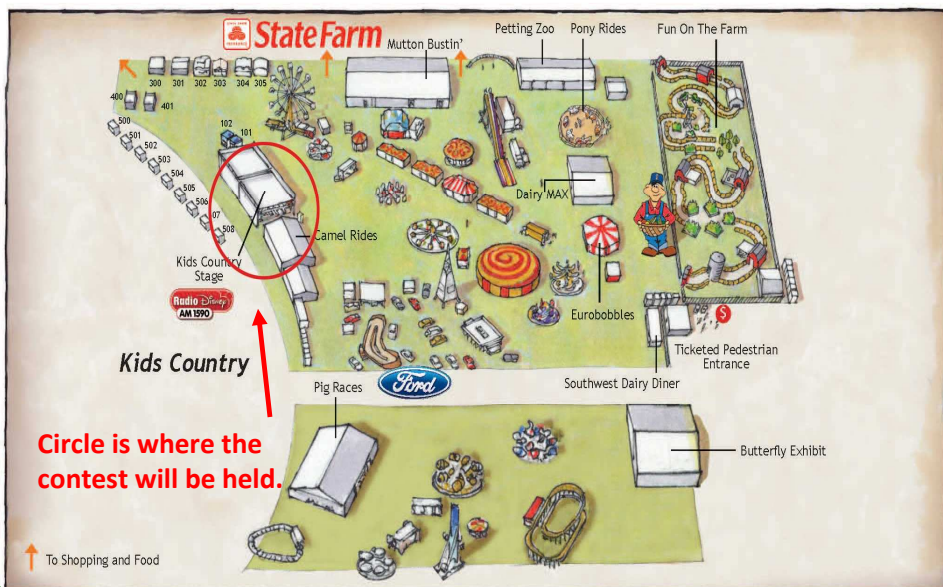 STATE FARM
INSURANCE
State Farm
Mutton Bustin'
Petting Zoo
Pony Rides
Fun On The Farm
300
301
302
303
304
305
400
401
500
501
502
503
504
505
506
07
508
102
101
Dairy MAX
Camel Rides
Kids Country
Stage
Radio Disney
AM 1590
Eurobobbles
$
Ticketed Pedestrian
Entrance
Southwest Dairy Diner
Kids Country
Ford
Pig Races
Circle is where the
contest will be held.
Butterfly Exhibit
To Shopping and Food